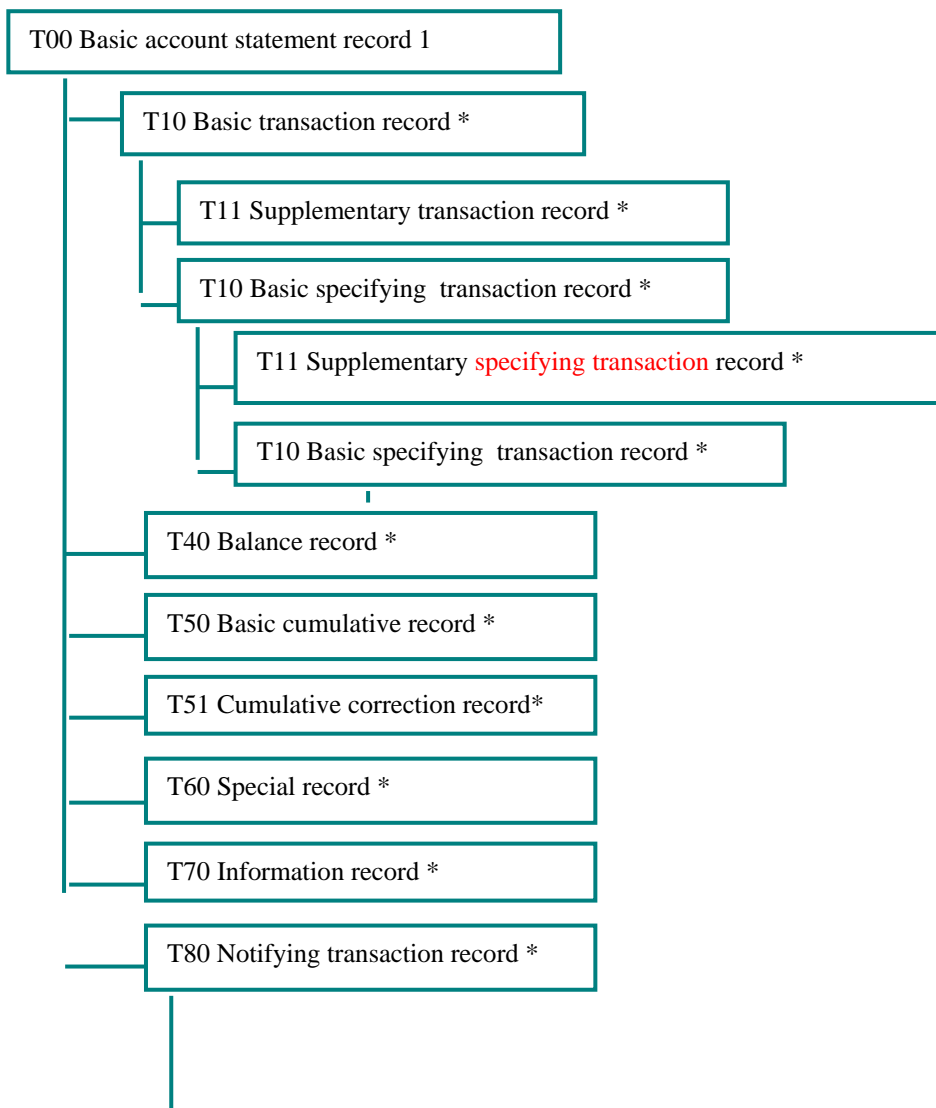 T00 Basic account statement record 1
T10 Basic transaction record *
T11 Supplementary transaction record *
T10 Basic specifying  transaction record *
T11 Supplementary specifying transaction record *
T10 Basic specifying  transaction record *
T40 Balance record *
T50 Basic cumulative record *
T51 Cumulative correction record*
T60 Special record *
T70 Information record *
T80 Notifying transaction record *